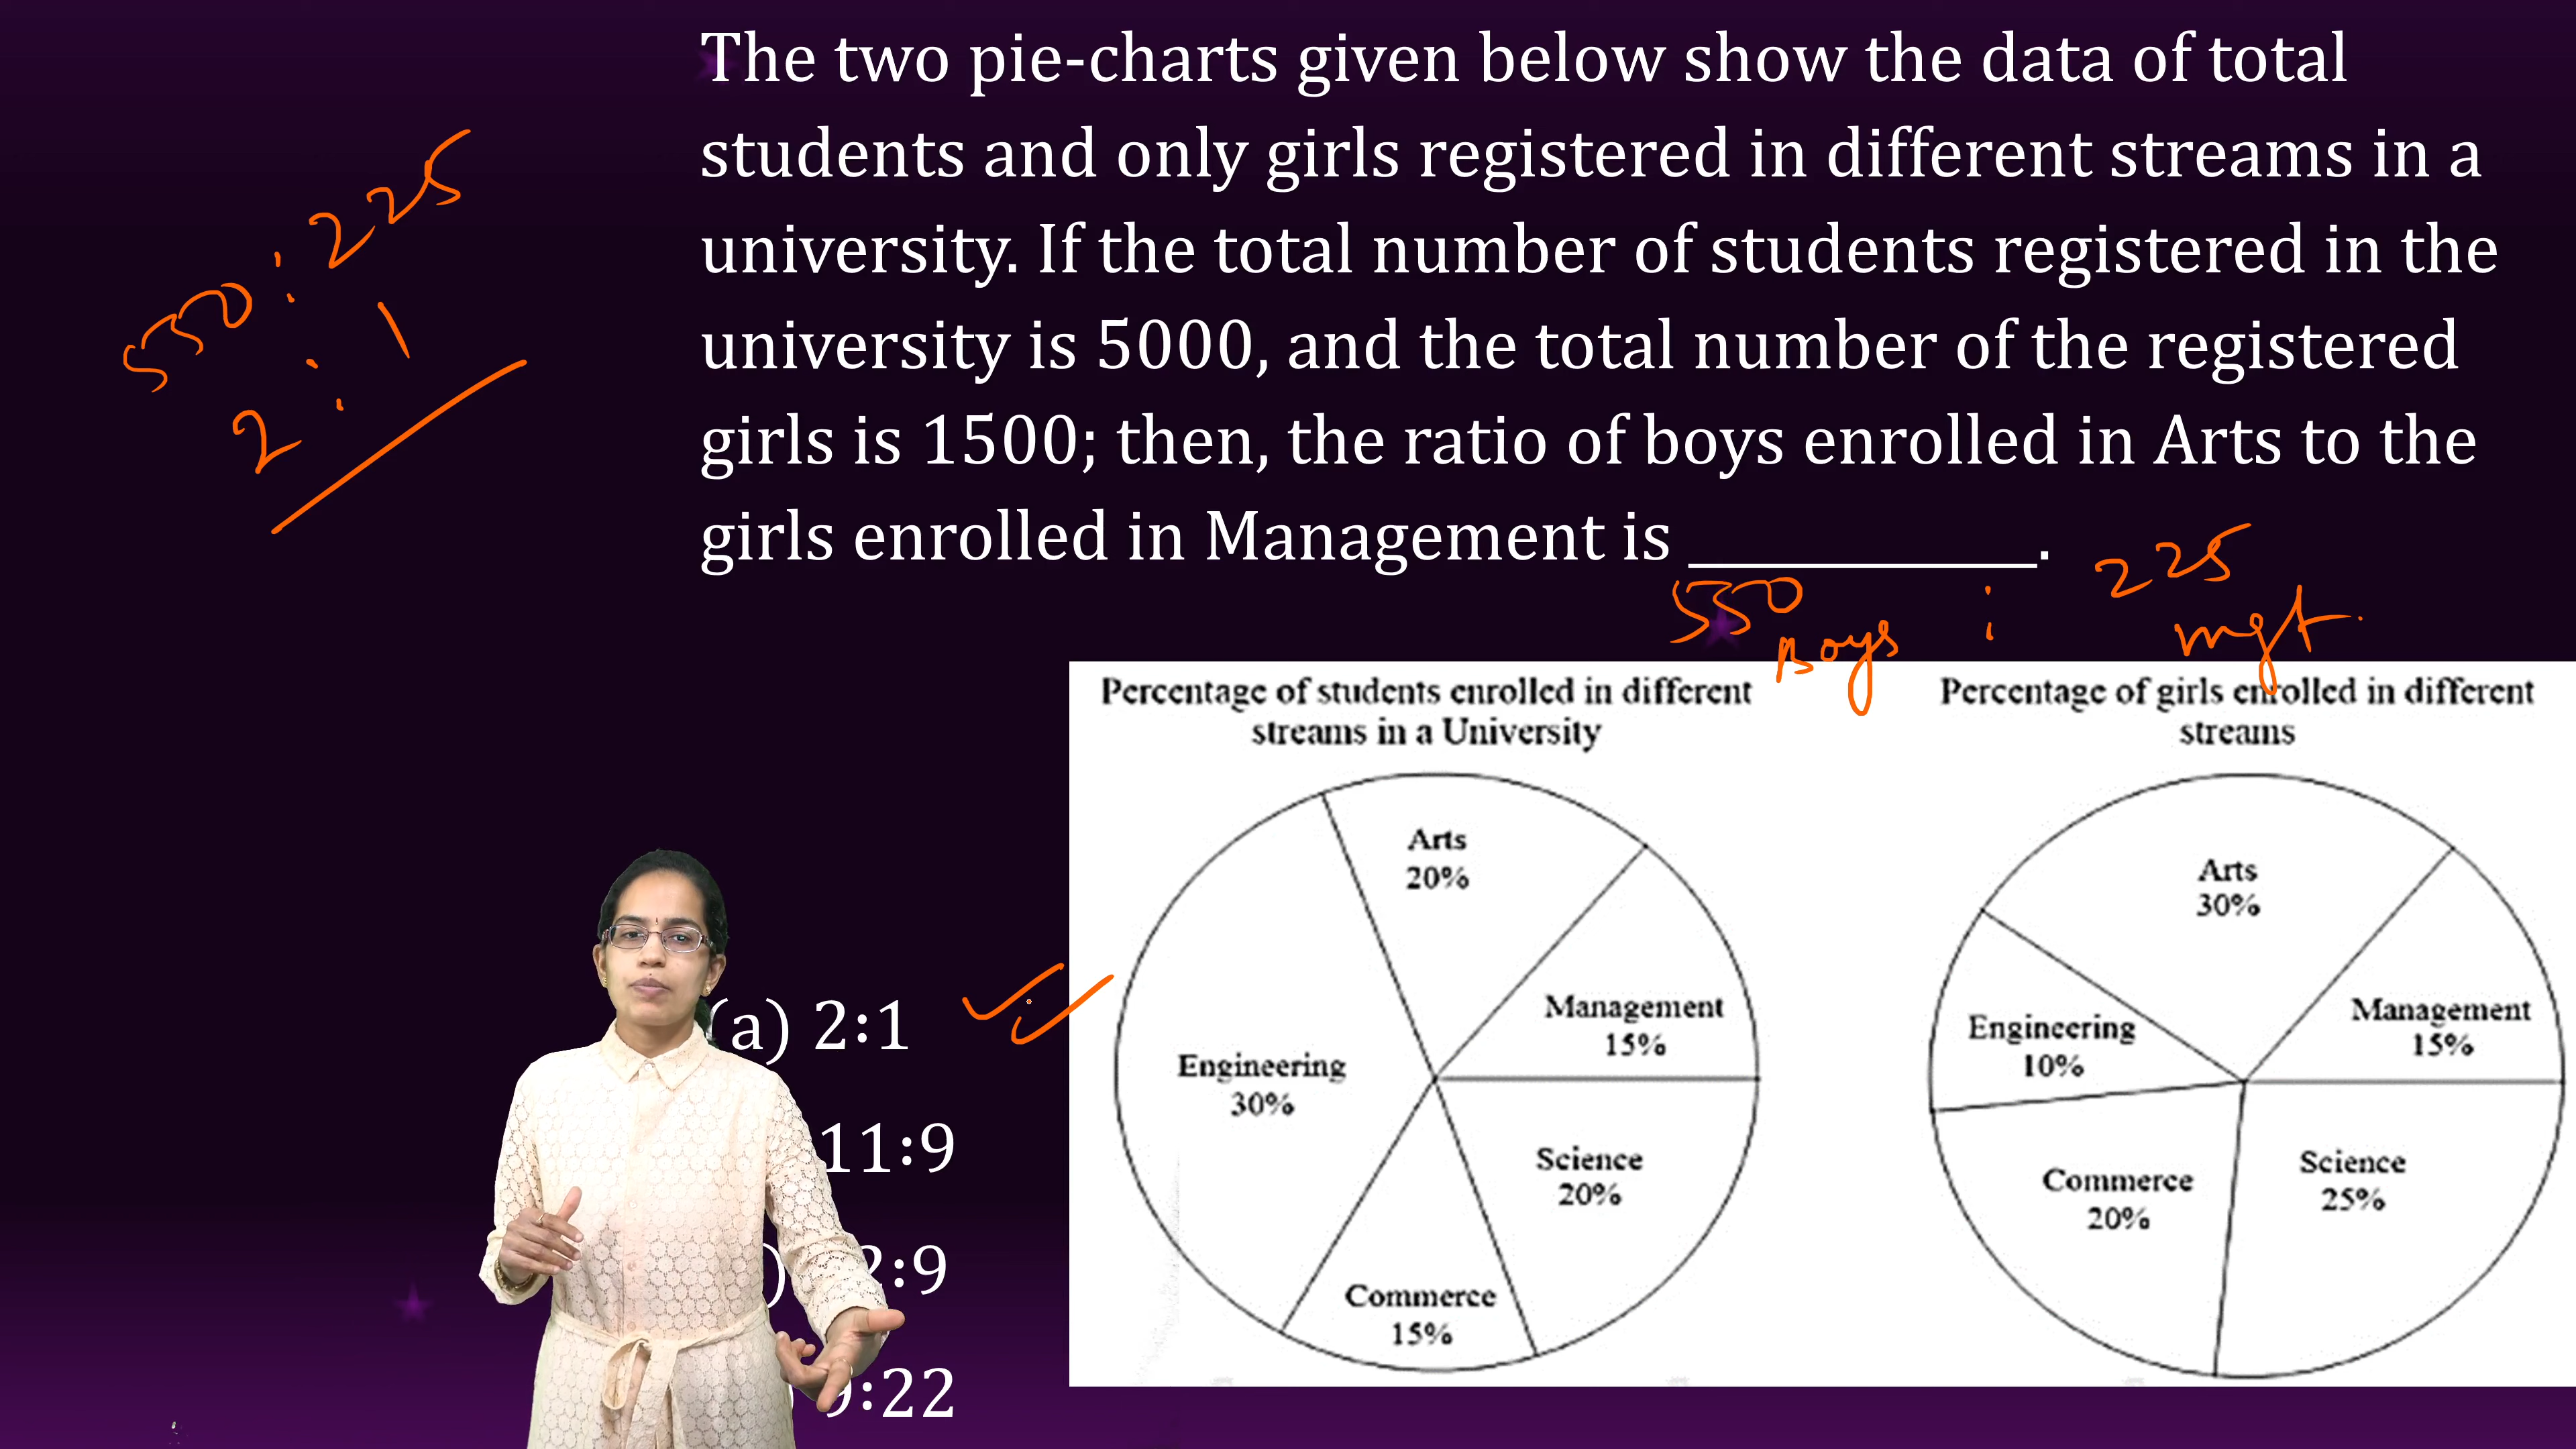 The two pie-charts given below show the data of total
students and only girls registered in different streams in a
university. If the total number of students registered in the
university is 5000, and the total number of the registered
girls is 1500; then, the ratio of boys enrolled in Arts to the
girls enrolled in Management is __________.
550 : 225
2 : 1
550 : 225
Boys mgt.
Percentage of students enrolled in different
streams in a University
Arts
20%
Management
15%
Engineering
30%
Science
20%
Commerce
15%
Percentage of girls enrolled in different
streams
Arts
30%
Management
15%
Engineering
10%
Commerce
20%
Science
25%
(a) 2:1
11:9
2:9
9:22